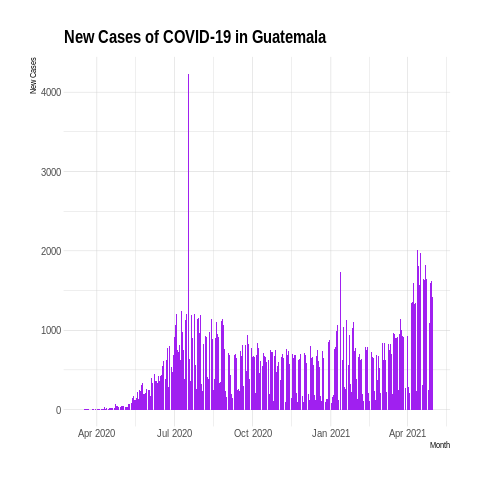 New Cases of COVID-19 in Guatemala
New Cases
4000
3000
2000
1000
0
Apr 2020
Jul 2020
Oct 2020
Jan 2021
Apr 2021
Month